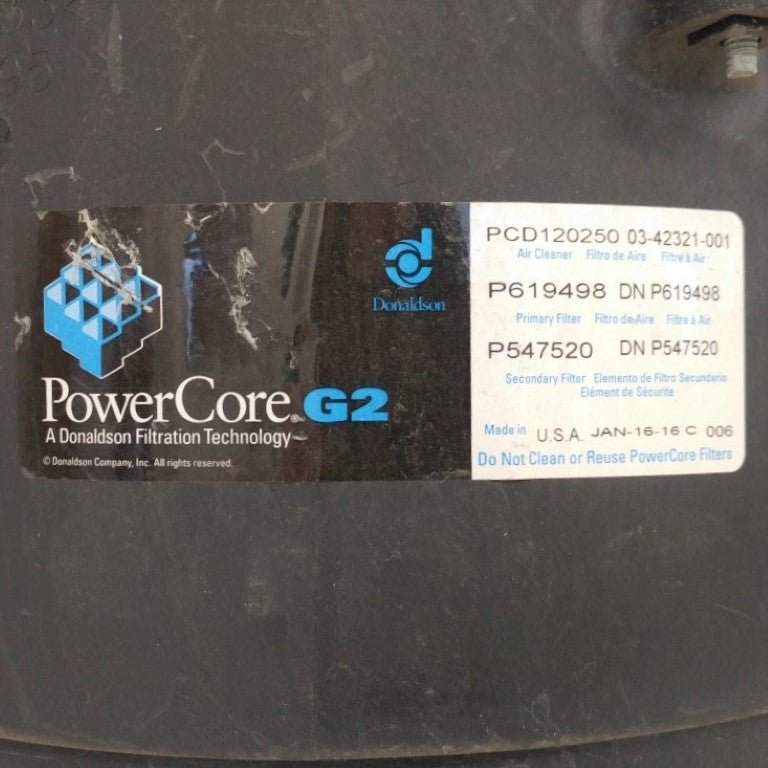 Donaldson
PowerCore® G2
A Donaldson Filtration Technology
© Donaldson Company, Inc. All rights reserved.
PCD120250 03-42321-001
Air Cleaner Filtro de Aire Filtre à Air
P619498 DN P619498
Primary Filter Filtro de Aire Filtre à Air
P547520 DN P547520
Secondary Filter Elemento de Filtro Secundario
Elément de Sécurite
Made in U.S.A. JAN-16-16 C 006
Do Not Clean or Reuse PowerCore Filters